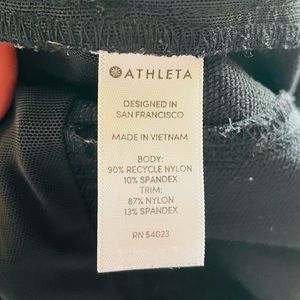 ATHLETA
DESIGNED IN
SAN FRANCISCO
MADE IN VIETNAM
BODY:
90% RECYCLE NYLON
10% SPANDEX
TRIM:
87% NYLON
13% SPANDEX
RN 54023